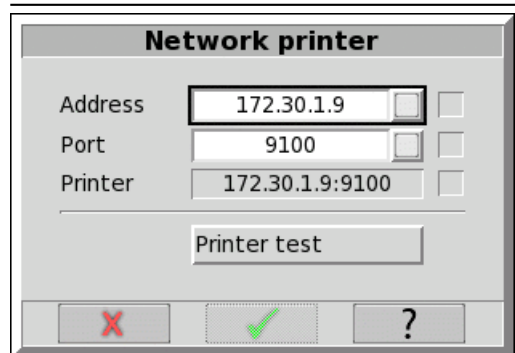 Network printer
Address 172.30.1.9
Port 9100
Printer 172.30.1.9:9100
Printer test
?